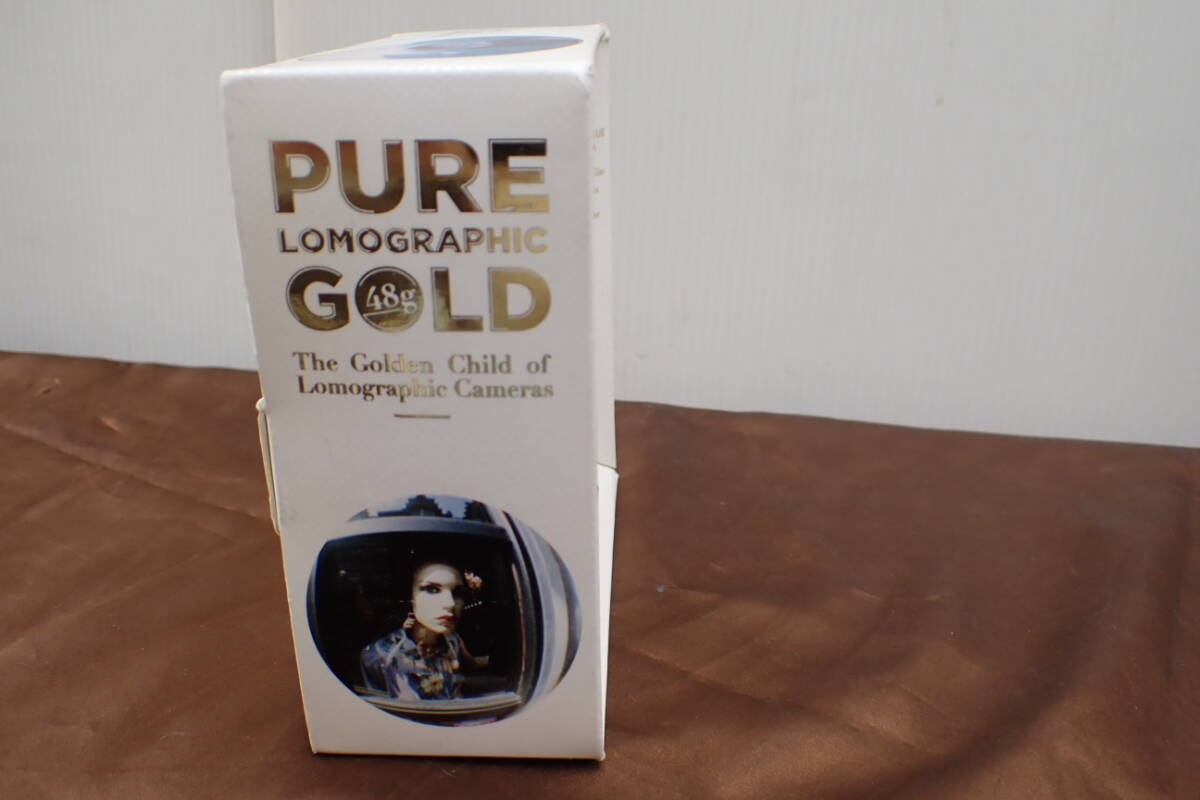 PURE
LOMOGRAPHIC
GOLD
48g
The Golden Child of
Lomographic Cameras